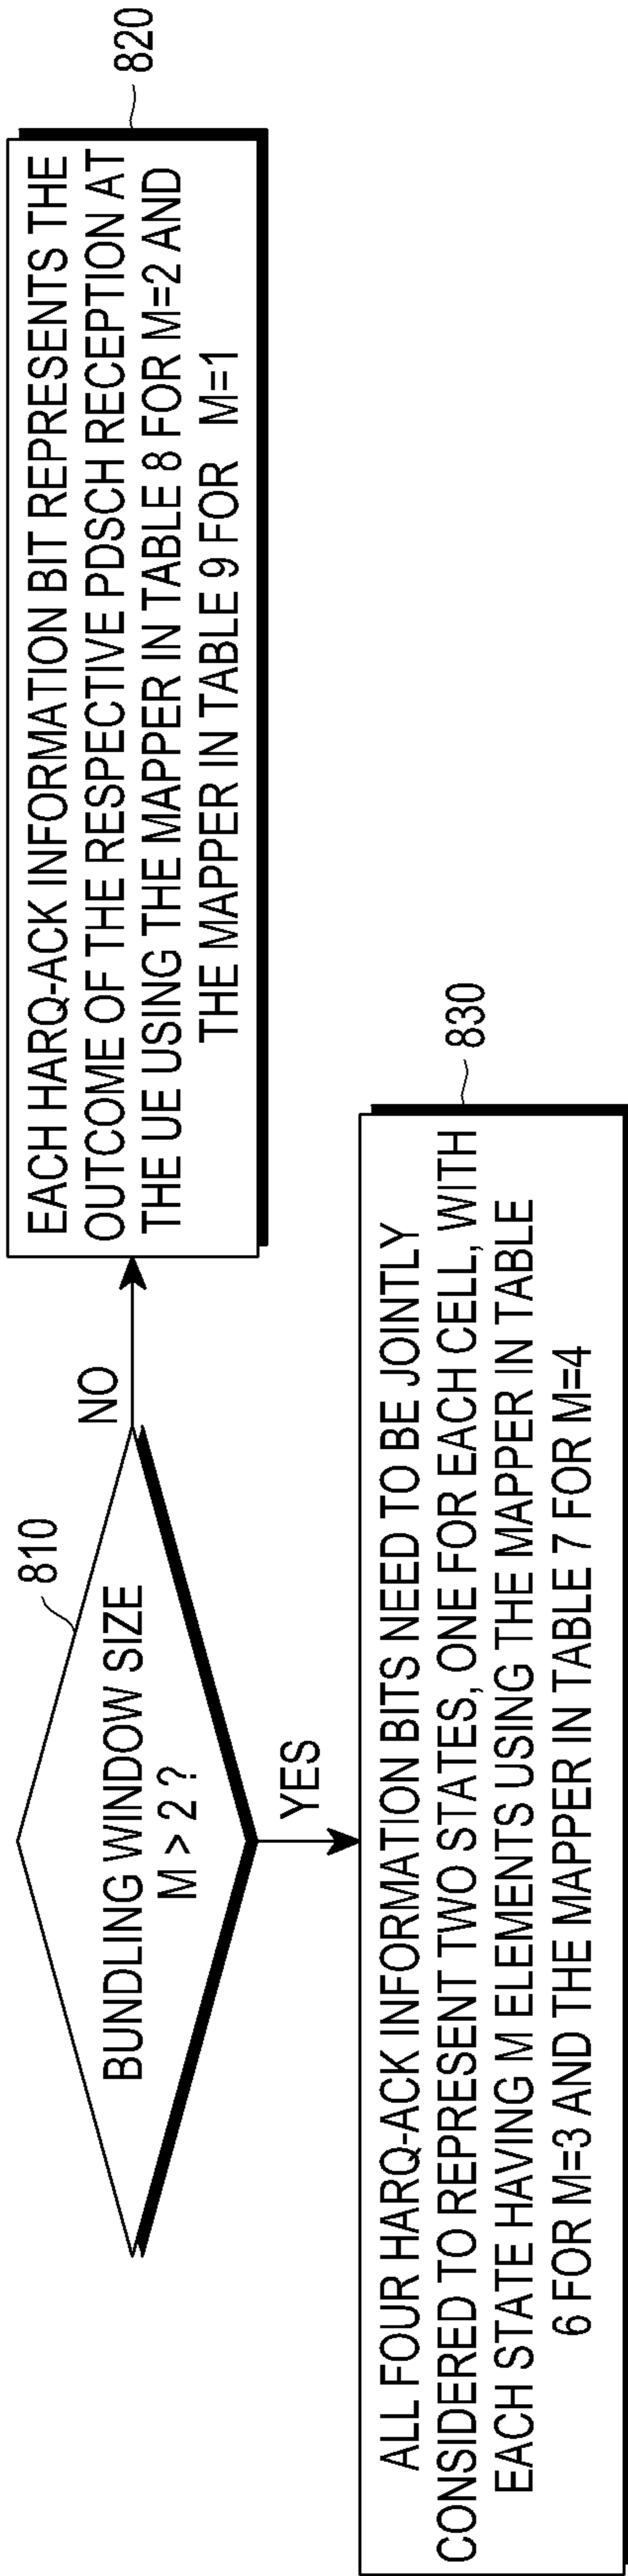 810
BUNDLING WINDOW SIZE
M > 2 ?
NO
820
EACH HARQ-ACK INFORMATION BIT REPRESENTS THE
OUTCOME OF THE RESPECTIVE PDSCH RECEPTION AT
THE UE USING THE MAPPER IN TABLE 8 FOR M=2 AND
THE MAPPER IN TABLE 9 FOR M=1
YES
830
ALL FOUR HARQ-ACK INFORMATION BITS NEED TO BE JOINTLY
CONSIDERED TO REPRESENT TWO STATES, ONE FOR EACH CELL, WITH
EACH STATE HAVING M ELEMENTS USING THE MAPPER IN TABLE
6 FOR M=3 AND THE MAPPER IN TABLE 7 FOR M=4